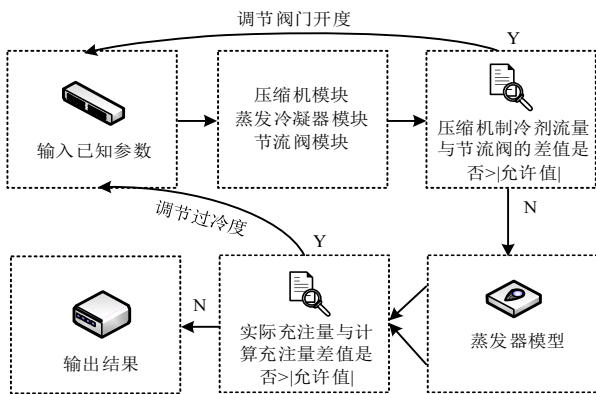 调节阀门开度
Y
输入已知参数
压缩机模块
蒸发冷凝器模块
节流阀模块
压缩机制冷剂流量
与节流阀的差值是
否>|允许值|
N
调节过冷度
Y
输出结果
N
实际充注量与计
算充注量差值是
否>|允许值|
蒸发器模型